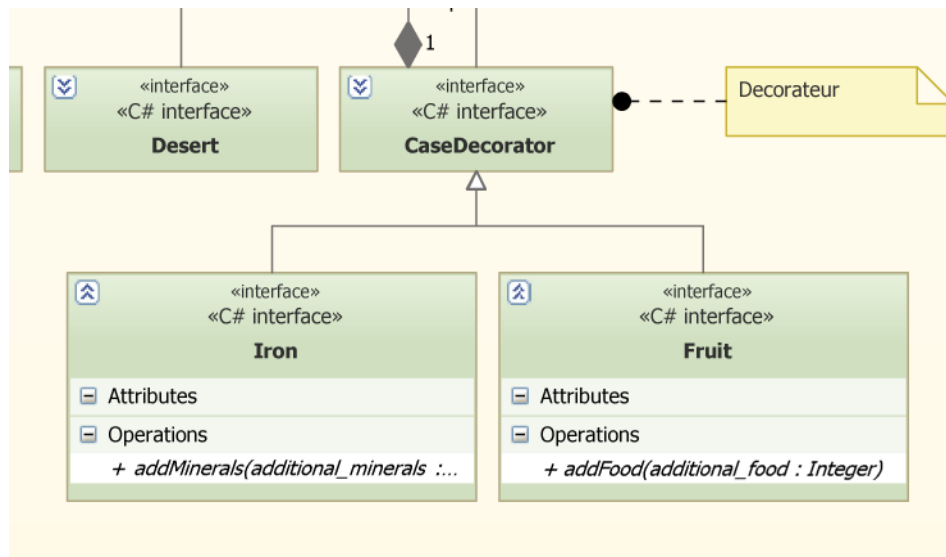 1
«interface»
«C# interface»
Desert
«interface»
«C# interface»
CaseDecorator
Decorateur
«interface»
«C# interface»
Iron
Attributes
Operations
+ addMinerals(additional_minerals :...
«interface»
«C# interface»
Fruit
Attributes
Operations
+ addFood(additional_food : Integer)